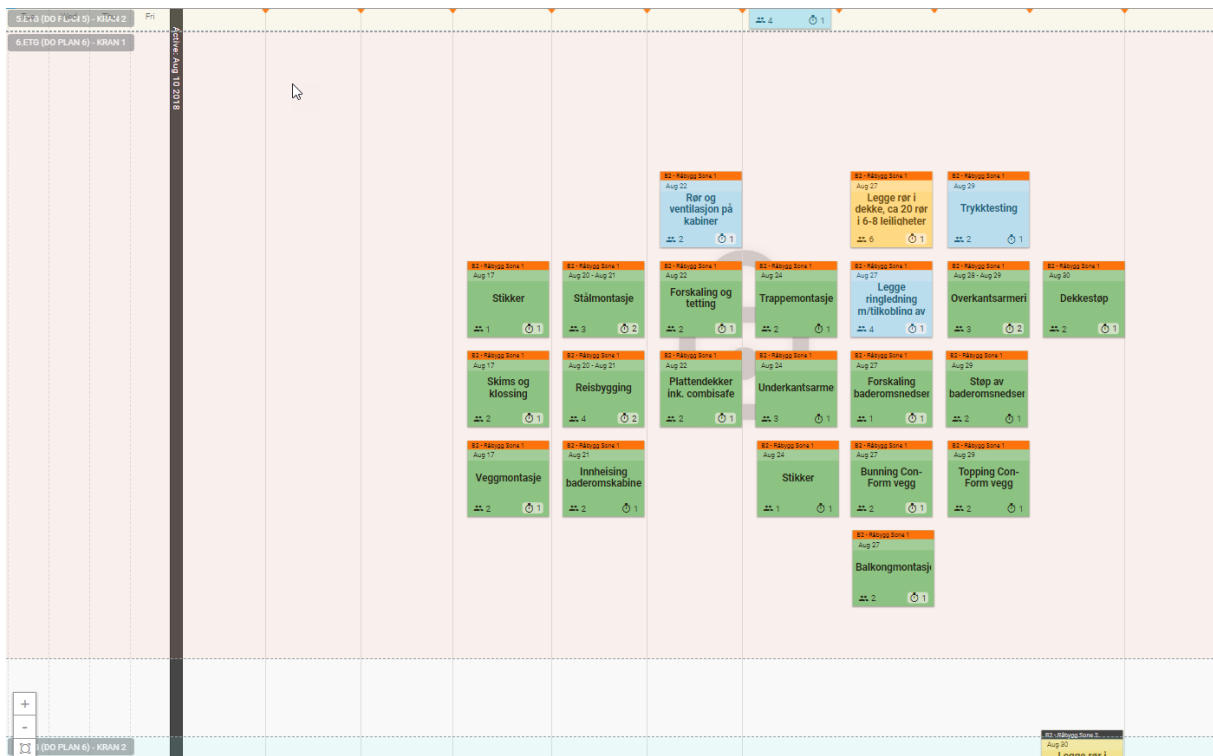 5.ETG (DO PLAN 5) - KRAN 2
Fri
4 1
6.ETG (DO PLAN 6) - KRAN 1
Active: Aug 10 2018
B2 - Råbygg Sone 1
Aug 22
Rør og
ventilasjon på
kabiner
2 1
B2 - Råbygg Sone 1
Aug 27
Legge rør i
dekke, ca 20 rør
i 6-8 leiligheter
6 1
B2 - Råbygg Sone 1
Aug 29
Trykktesting
2 1
B2 - Råbygg Sone 1
Aug 17
Stikker
1 1
B2 - Råbygg Sone 1
Aug 20 - Aug 21
Stålmontasje
3 2
B2 - Råbygg Sone 1
Aug 22
Forskaling og
tetting
2 1
B2 - Råbygg Sone 1
Aug 24
Trappemontasje
2 1
B2 - Råbygg Sone 1
Aug 27
Legge
ringledning
m/tilkobling av
4 1
B2 - Råbygg Sone 1
Aug 28 - Aug 29
Overkantsarmeri
3 2
B2 - Råbygg Sone 1
Aug 30
Dekkestøp
2 1
B2 - Råbygg Sone 1
Aug 17
Skims og
klossing
2 1
B2 - Råbygg Sone 1
Aug 20 - Aug 21
Reisbygging
4 2
B2 - Råbygg Sone 1
Aug 22
Plattendekker
ink. combisafe
2 1
B2 - Råbygg Sone 1
Aug 24
Underkantsarme
3 1
B2 - Råbygg Sone 1
Aug 27
Forskaling
baderomsnedser
1 1
B2 - Råbygg Sone 1
Aug 29
Støp av
baderomsnedser
2 1
B2 - Råbygg Sone 1
Aug 17
Veggmontasje
2 1
B2 - Råbygg Sone 1
Aug 21
Innheising
baderomskabine
2 1
B2 - Råbygg Sone 1
Aug 24
Stikker
1 1
B2 - Råbygg Sone 1
Aug 27
Bunning Con-
Form vegg
2 1
B2 - Råbygg Sone 1
Aug 29
Topping Con-
Form vegg
2 1
B2 - Råbygg Sone 1
Aug 27
Balkongmontasj
2 1
+
-
(DO PLAN 6) - KRAN 2
B2 - Råbygg Sone 2
Aug 30
Legge rør i